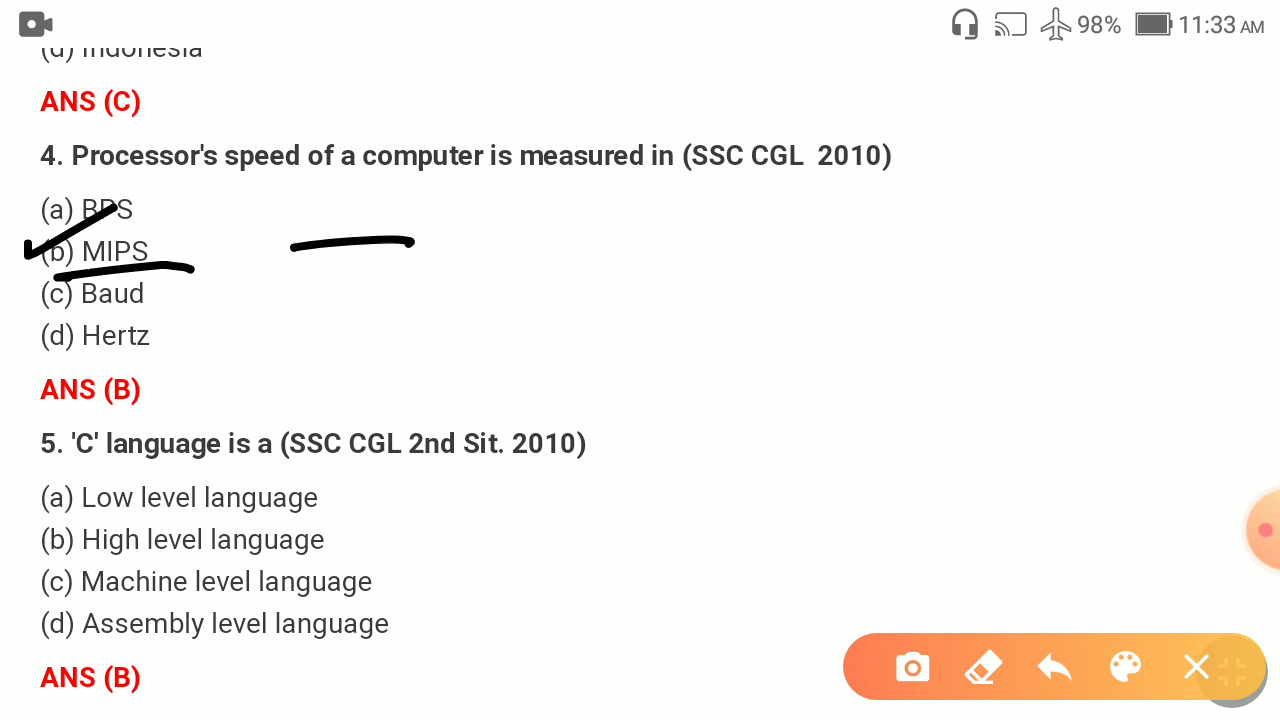 98% 11:33 AM
(d) Indonesia
ANS (C)
4. Processor's speed of a computer is measured in (SSC CGL 2010)
(a) BPS
(b) MIPS
(c) Baud
(d) Hertz
ANS (B)
5. 'C' language is a (SSC CGL 2nd Sit. 2010)
(a) Low level language
(b) High level language
(c) Machine level language
(d) Assembly level language
ANS (B)